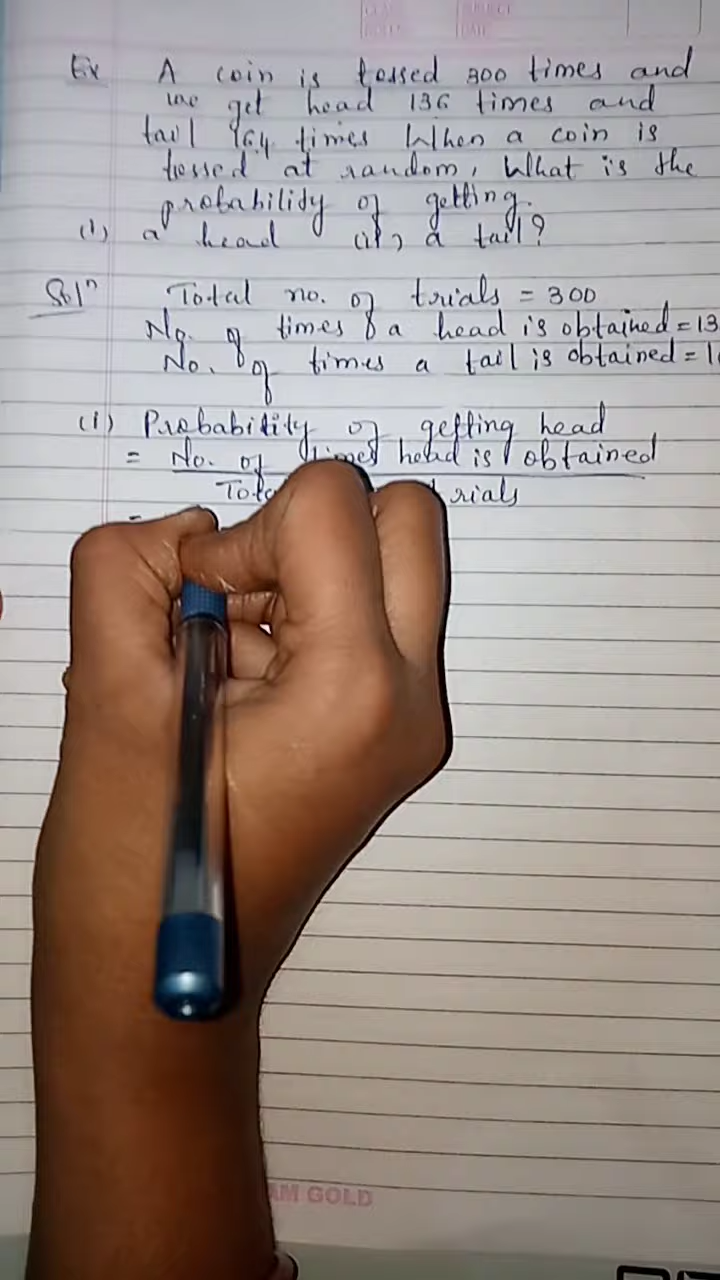 Ex A coin is tossed 300 times and
we get head 136 times and
tail 164 times When a coin is
tossed at random, What is the
probability of getting.
(i) a head (ii) a tail?
Solⁿ Total no. of trials = 300
No. of times a head is obtained = 13
No. of times a tail is obtained = 1
(i) Probability of getting head
= No. of times head is obtained
Tota rials
=
AM GOLD